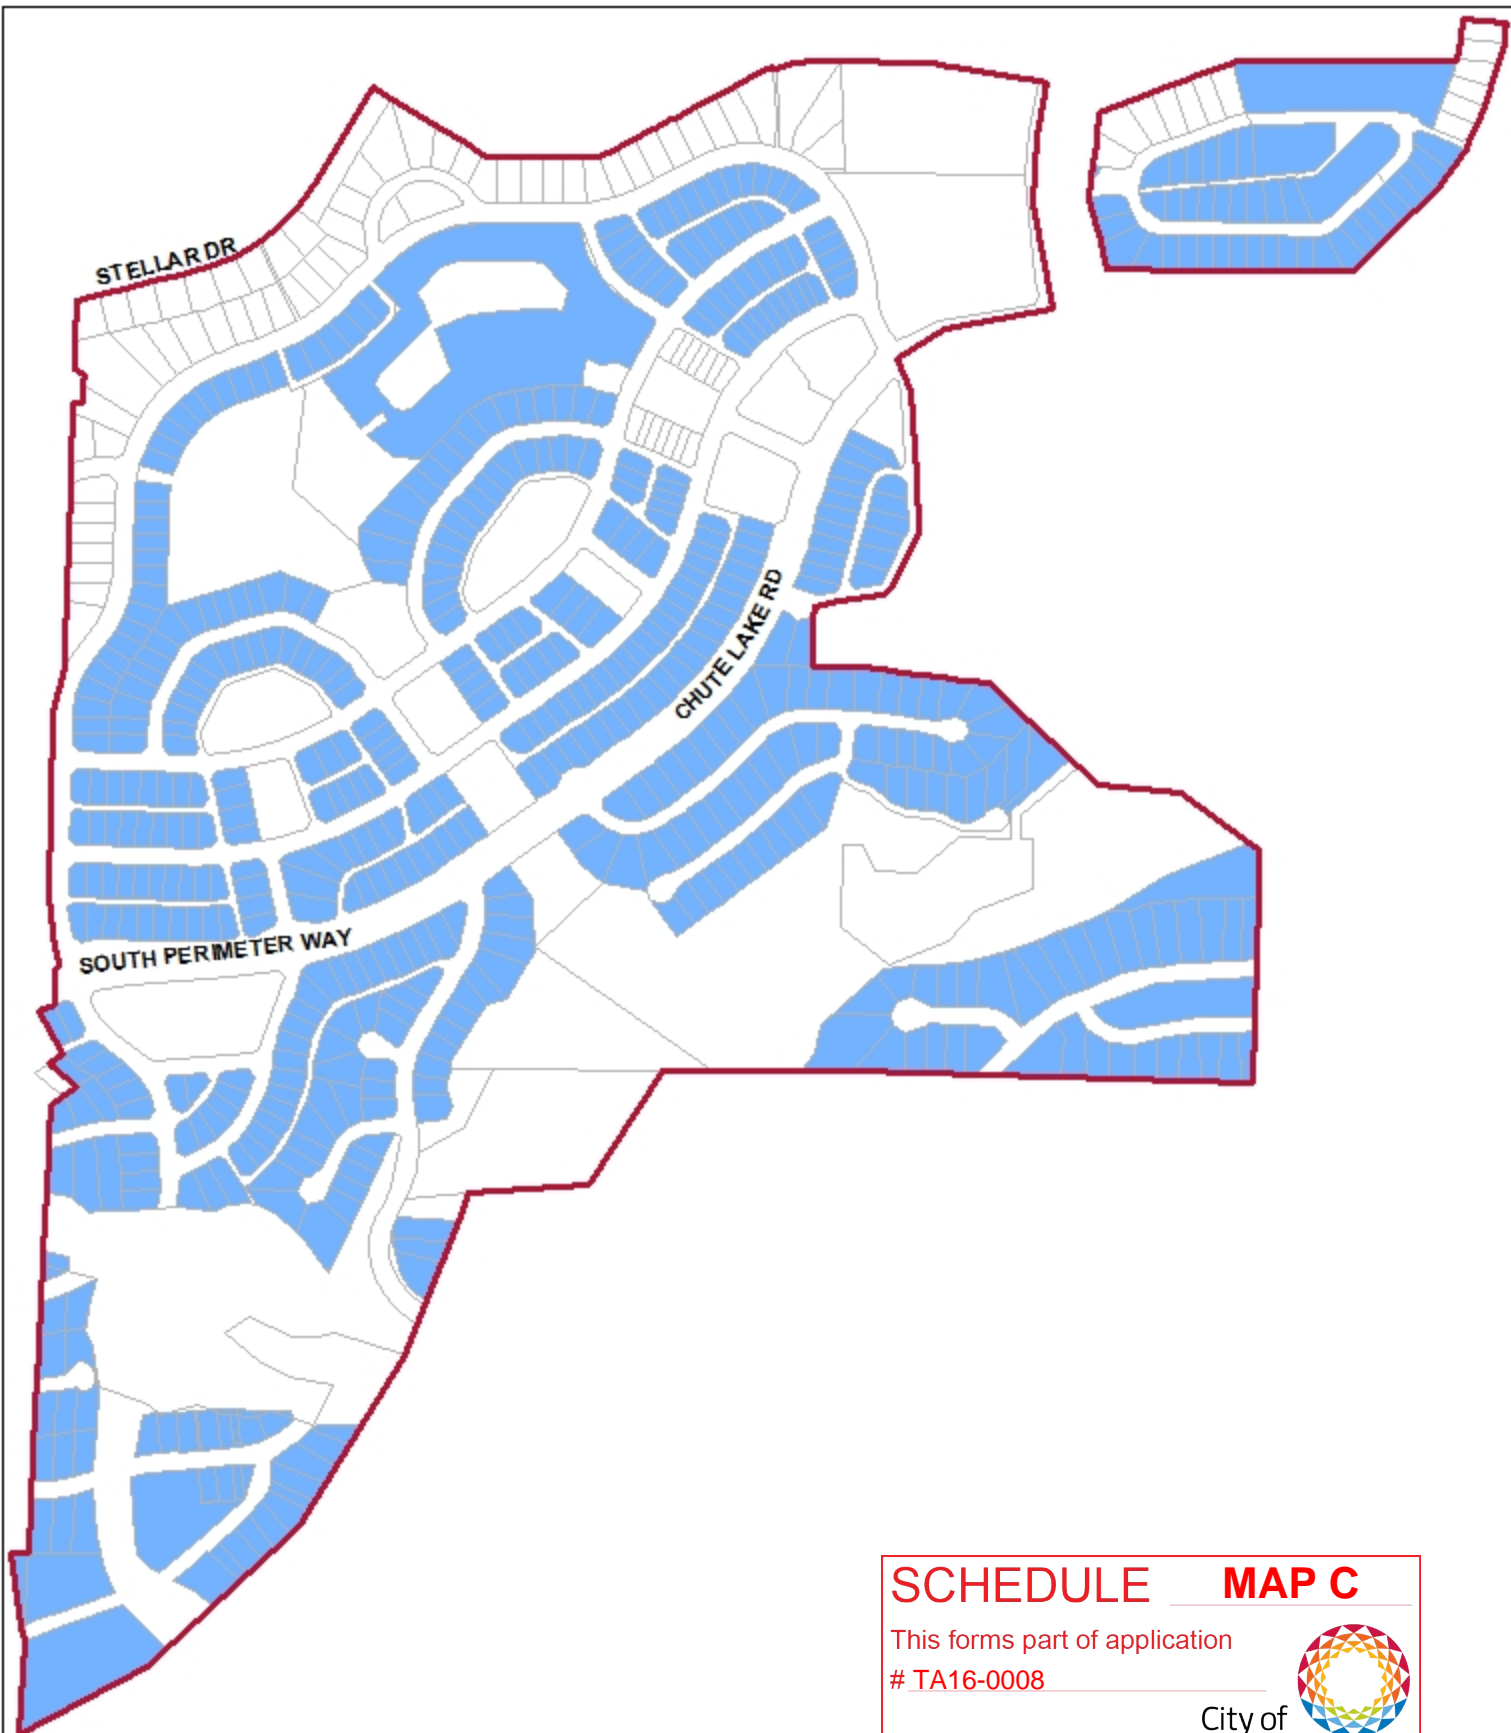 STELLAR DR
CHUTE LAKE RD
SOUTH PERIMETER WAY
SCHEDULE MAP C
This forms part of application
# TA16-0008
City of